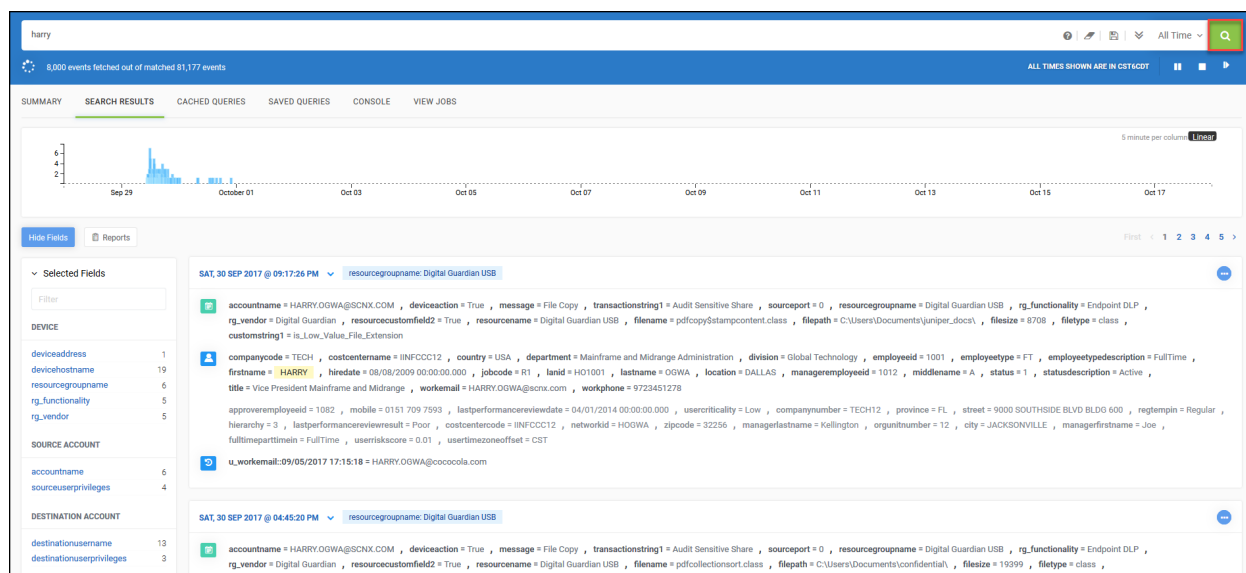 harry
All Time
8,000 events fetched out of matched 81,177 events
ALL TIMES SHOWN ARE IN CST6CDT
SUMMARY SEARCH RESULTS CACHED QUERIES SAVED QUERIES CONSOLE VIEW JOBS
5 minute per column Linear
6
4
2
Sep 29 October 01 Oct 03 Oct 05 Oct 07 Oct 09 Oct 11 Oct 13 Oct 15 Oct 17
Hide Fields Reports
First < 1 2 3 4 5 >
Selected Fields
Filter
DEVICE
deviceaddress 1
devicehostname 19
resourcegroupname 6
rg_functionality 5
rg_vendor 5
SOURCE ACCOUNT
accountname 6
sourceuserprivileges 4
DESTINATION ACCOUNT
destinationusername 13
destinationuserprivileges 3
SAT, 30 SEP 2017 @ 09:17:26 PM resourcegroupname: Digital Guardian USB
accountname = HARRY.OGWA@SCNX.COM , deviceaction = True , message = File Copy , transactionstring1 = Audit Sensitive Share , sourceport = 0 , resourcegroupname = Digital Guardian USB , rg_functionality = Endpoint DLP ,
rg_vendor = Digital Guardian , resourcecustomfield2 = True , resourcename = Digital Guardian USB , filename = pdfcopy$stampcontent.class , filepath = C:\Users\Documents\juniper_docs\ , filesize = 8708 , filetype = class ,
customstring1 = is_Low_Value_File_Extension
companycode = TECH , costcentername = IINFCCC12 , country = USA , department = Mainframe and Midrange Administration , division = Global Technology , employeeid = 1001 , employeetype = FT , employeetypedescription = FullTime ,
firstname = HARRY , hiredate = 08/08/2009 00:00:00.000 , jobcode = R1 , lanid = HO1001 , lastname = OGWA , location = DALLAS , manageremployeeid = 1012 , middlename = A , status = 1 , statusdescription = Active ,
title = Vice President Mainframe and Midrange , workemail = HARRY.OGWA@scnx.com , workphone = 9723451278
approveremployeeid = 1082 , mobile = 0151 709 7593 , lastperformancereviewdate = 04/01/2014 00:00:00.000 , usercriticality = Low , companynumber = TECH12 , province = FL , street = 9000 SOUTHSIDE BLVD BLDG 600 , regtempin = Regular ,
hierarchy = 3 , lastperformancereviewresult = Poor , costcentercode = IINFCCC12 , networkid = HOGWA , zipcode = 32256 , managerlastname = Kellington , orgunitnumber = 12 , city = JACKSONVILLE , managerfirstname = Joe ,
fulltimeparttimein = FullTime , userriskscore = 0.01 , usertimezoneoffset = CST
u_workemail::09/05/2017 17:15:18 = HARRY.OGWA@cococola.com
SAT, 30 SEP 2017 @ 04:45:20 PM resourcegroupname: Digital Guardian USB
accountname = HARRY.OGWA@SCNX.COM , deviceaction = True , message = File Copy , transactionstring1 = Audit Sensitive Share , sourceport = 0 , resourcegroupname = Digital Guardian USB , rg_functionality = Endpoint DLP ,
rg_vendor = Digital Guardian , resourcecustomfield2 = True , resourcename = Digital Guardian USB , filename = pdfcollectionsort.class , filepath = C:\Users\Documents\confidential\ , filesize = 19399 , filetype = class ,